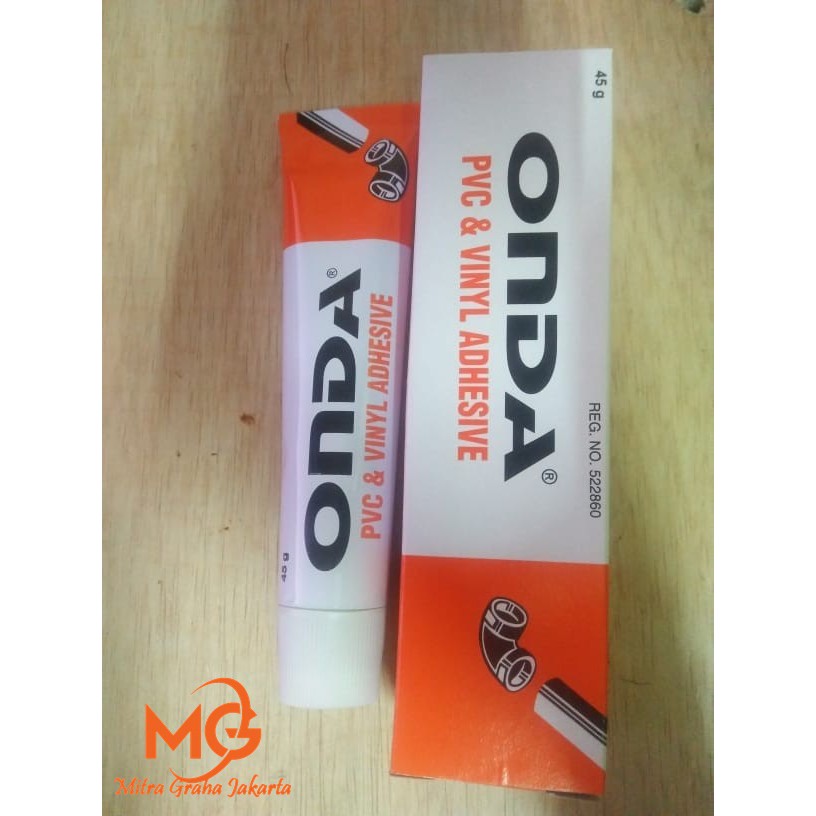 ONDA®
PVC & VINYL ADHESIVE
45 g
45 g
ONDA®
PVC & VINYL ADHESIVE
REG. NO. 522860
MG
Mitra Graha Jakarta